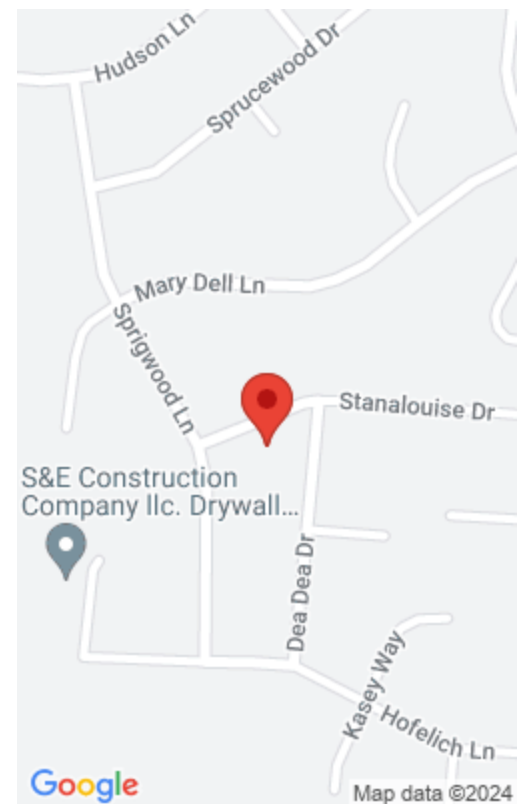 Hudson Ln
Sprucewood Dr
Mary Dell Ln
Sprigwood Ln
Stanalouise Dr
S&E Construction
Company llc. Drywall...
Dea Dea Dr
Kasey Way
Hofelich Ln
Google
Map data ©2024